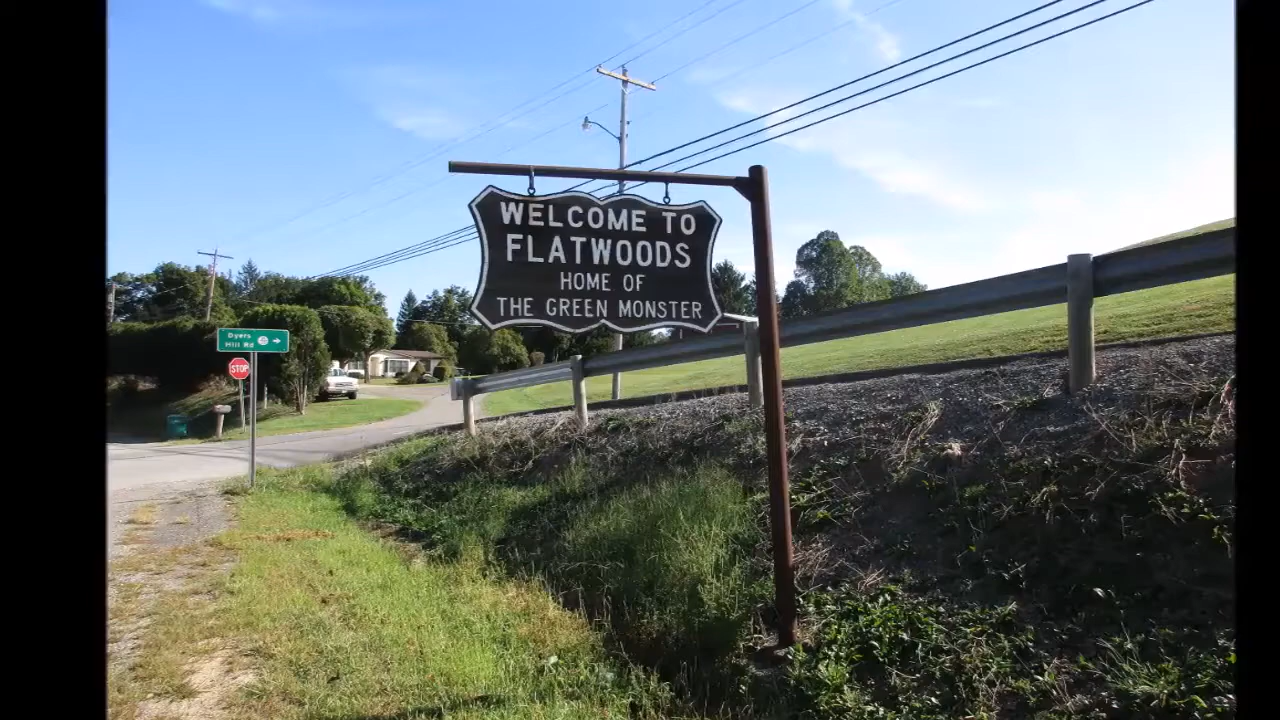 WELCOME TO
FLATWOODS
HOME OF
THE GREEN MONSTER
Dyers
Hill Rd
STOP